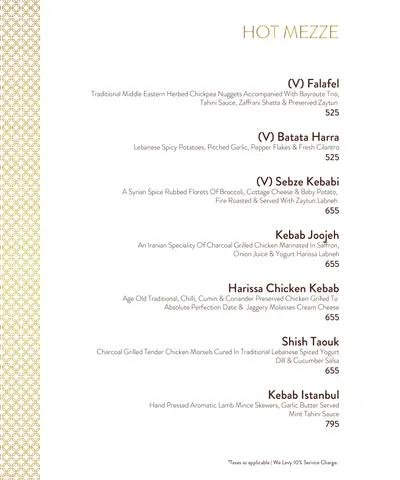 HOT MEZZE
(V) Falafel
Traditional Middle Eastern Herbed Chickpea Nuggets Accompanied With Bayroute Trio,
Tahini Sauce, Zaffrani Shatta & Preserved Zaytun
525
(V) Batata Harra
Lebanese Spicy Potatoes, Pitched Garlic, Pepper Flakes & Fresh Cilantro
525
(V) Sebze Kebabi
A Syrian Spice Rubbed Florets Of Broccoli, Cottage Cheese & Baby Potato,
Fire Roasted & Served With Zaytun Labneh
655
Kebab Joojeh
An Iranian Speciality Of Charcoal Grilled Chicken Marinated In Saffron,
Onion Juice & Yogurt Harissa Labneh
655
Harissa Chicken Kebab
Age Old Traditional, Chilli, Cumin & Coriander Preserved Chicken Grilled To
Absolute Perfection Date & Jaggery Molasses Cream Cheese
655
Shish Taouk
Charcoal Grilled Tender Chicken Morsels Cured In Traditional Lebanese Spiced Yogurt
Dill & Cucumber Salsa
655
Kebab Istanbul
Hand Pressed Aromatic Lamb Mince Skewers, Garlic Butter Served
Mint Tahini Sauce
795
*Taxes as applicable | We Levy 10% Service Charge.